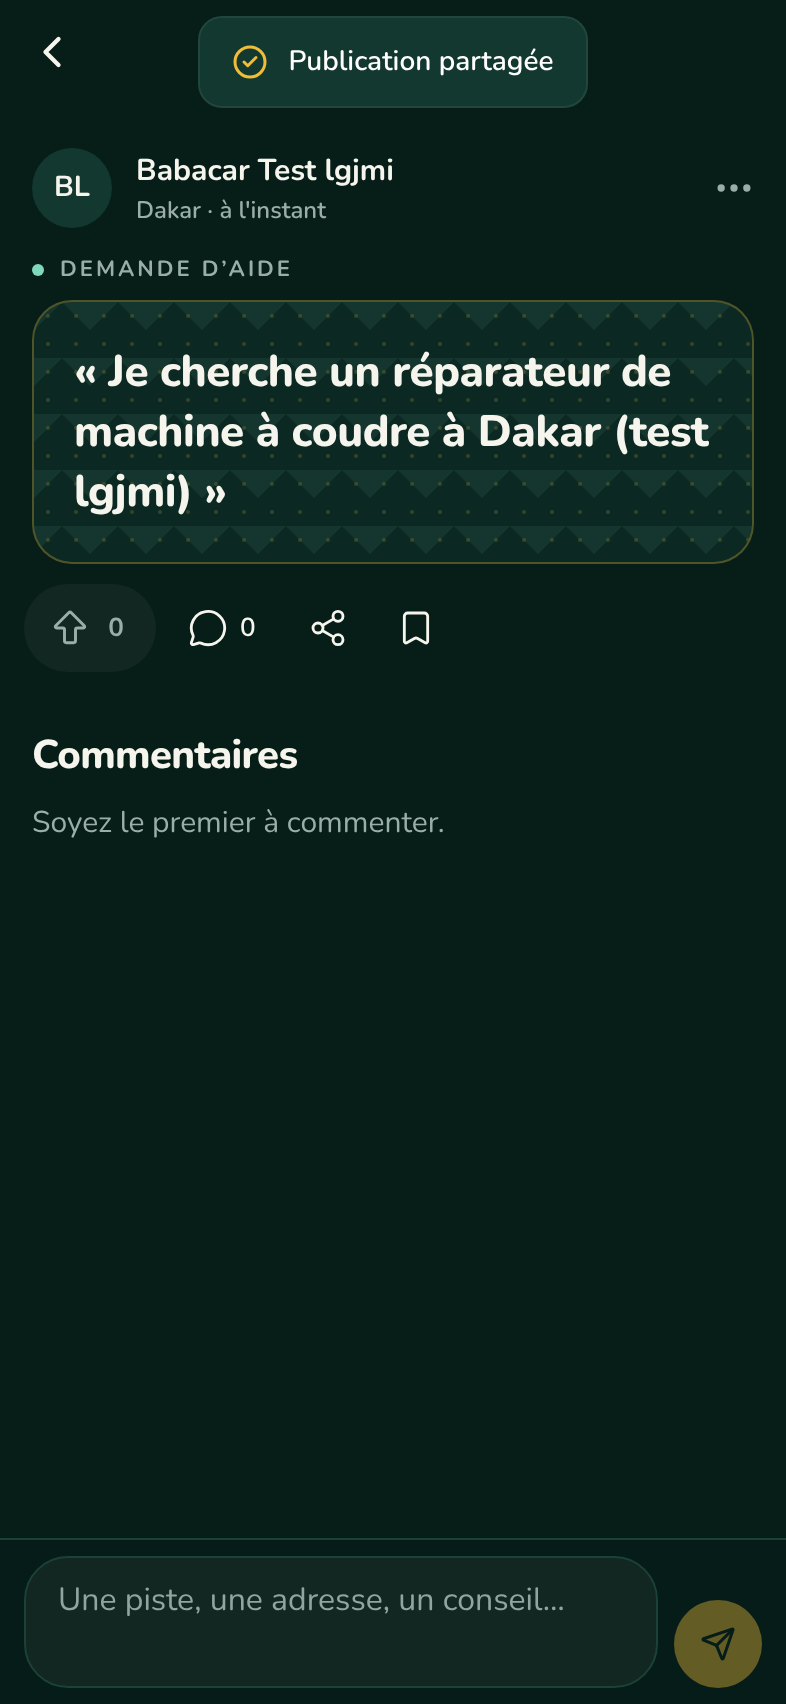 Publication partagée
BL
Babacar Test lgjmi
Dakar · à l'instant
DEMANDE D’AIDE
« Je cherche un réparateur de
machine à coudre à Dakar (test
lgjmi) »
0
0
Commentaires
Soyez le premier à commenter.
Une piste, une adresse, un conseil...